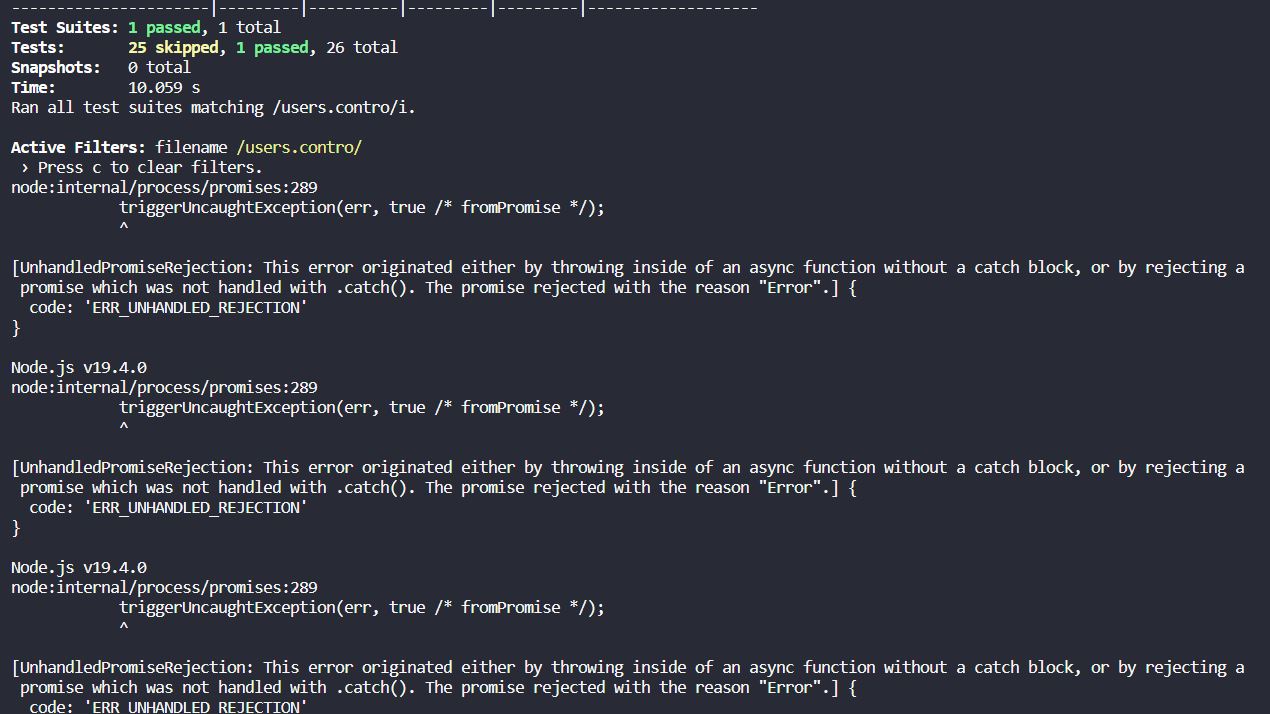 ----------------------|---------|----------|---------|---------|-------------------
Test Suites: 1 passed, 1 total
Tests:       25 skipped, 1 passed, 26 total
Snapshots:   0 total
Time:        10.059 s
Ran all test suites matching /users.contro/i.

Active Filters: filename /users.contro/
 › Press c to clear filters.
node:internal/process/promises:289
            triggerUncaughtException(err, true /* fromPromise */);
            ^

[UnhandledPromiseRejection: This error originated either by throwing inside of an async function without a catch block, or by rejecting a
 promise which was not handled with .catch(). The promise rejected with the reason "Error".] {
  code: 'ERR_UNHANDLED_REJECTION'
}

Node.js v19.4.0
node:internal/process/promises:289
            triggerUncaughtException(err, true /* fromPromise */);
            ^

[UnhandledPromiseRejection: This error originated either by throwing inside of an async function without a catch block, or by rejecting a
 promise which was not handled with .catch(). The promise rejected with the reason "Error".] {
  code: 'ERR_UNHANDLED_REJECTION'
}

Node.js v19.4.0
node:internal/process/promises:289
            triggerUncaughtException(err, true /* fromPromise */);
            ^

[UnhandledPromiseRejection: This error originated either by throwing inside of an async function without a catch block, or by rejecting a
 promise which was not handled with .catch(). The promise rejected with the reason "Error".] {
  code: 'ERR_UNHANDLED_REJECTION'